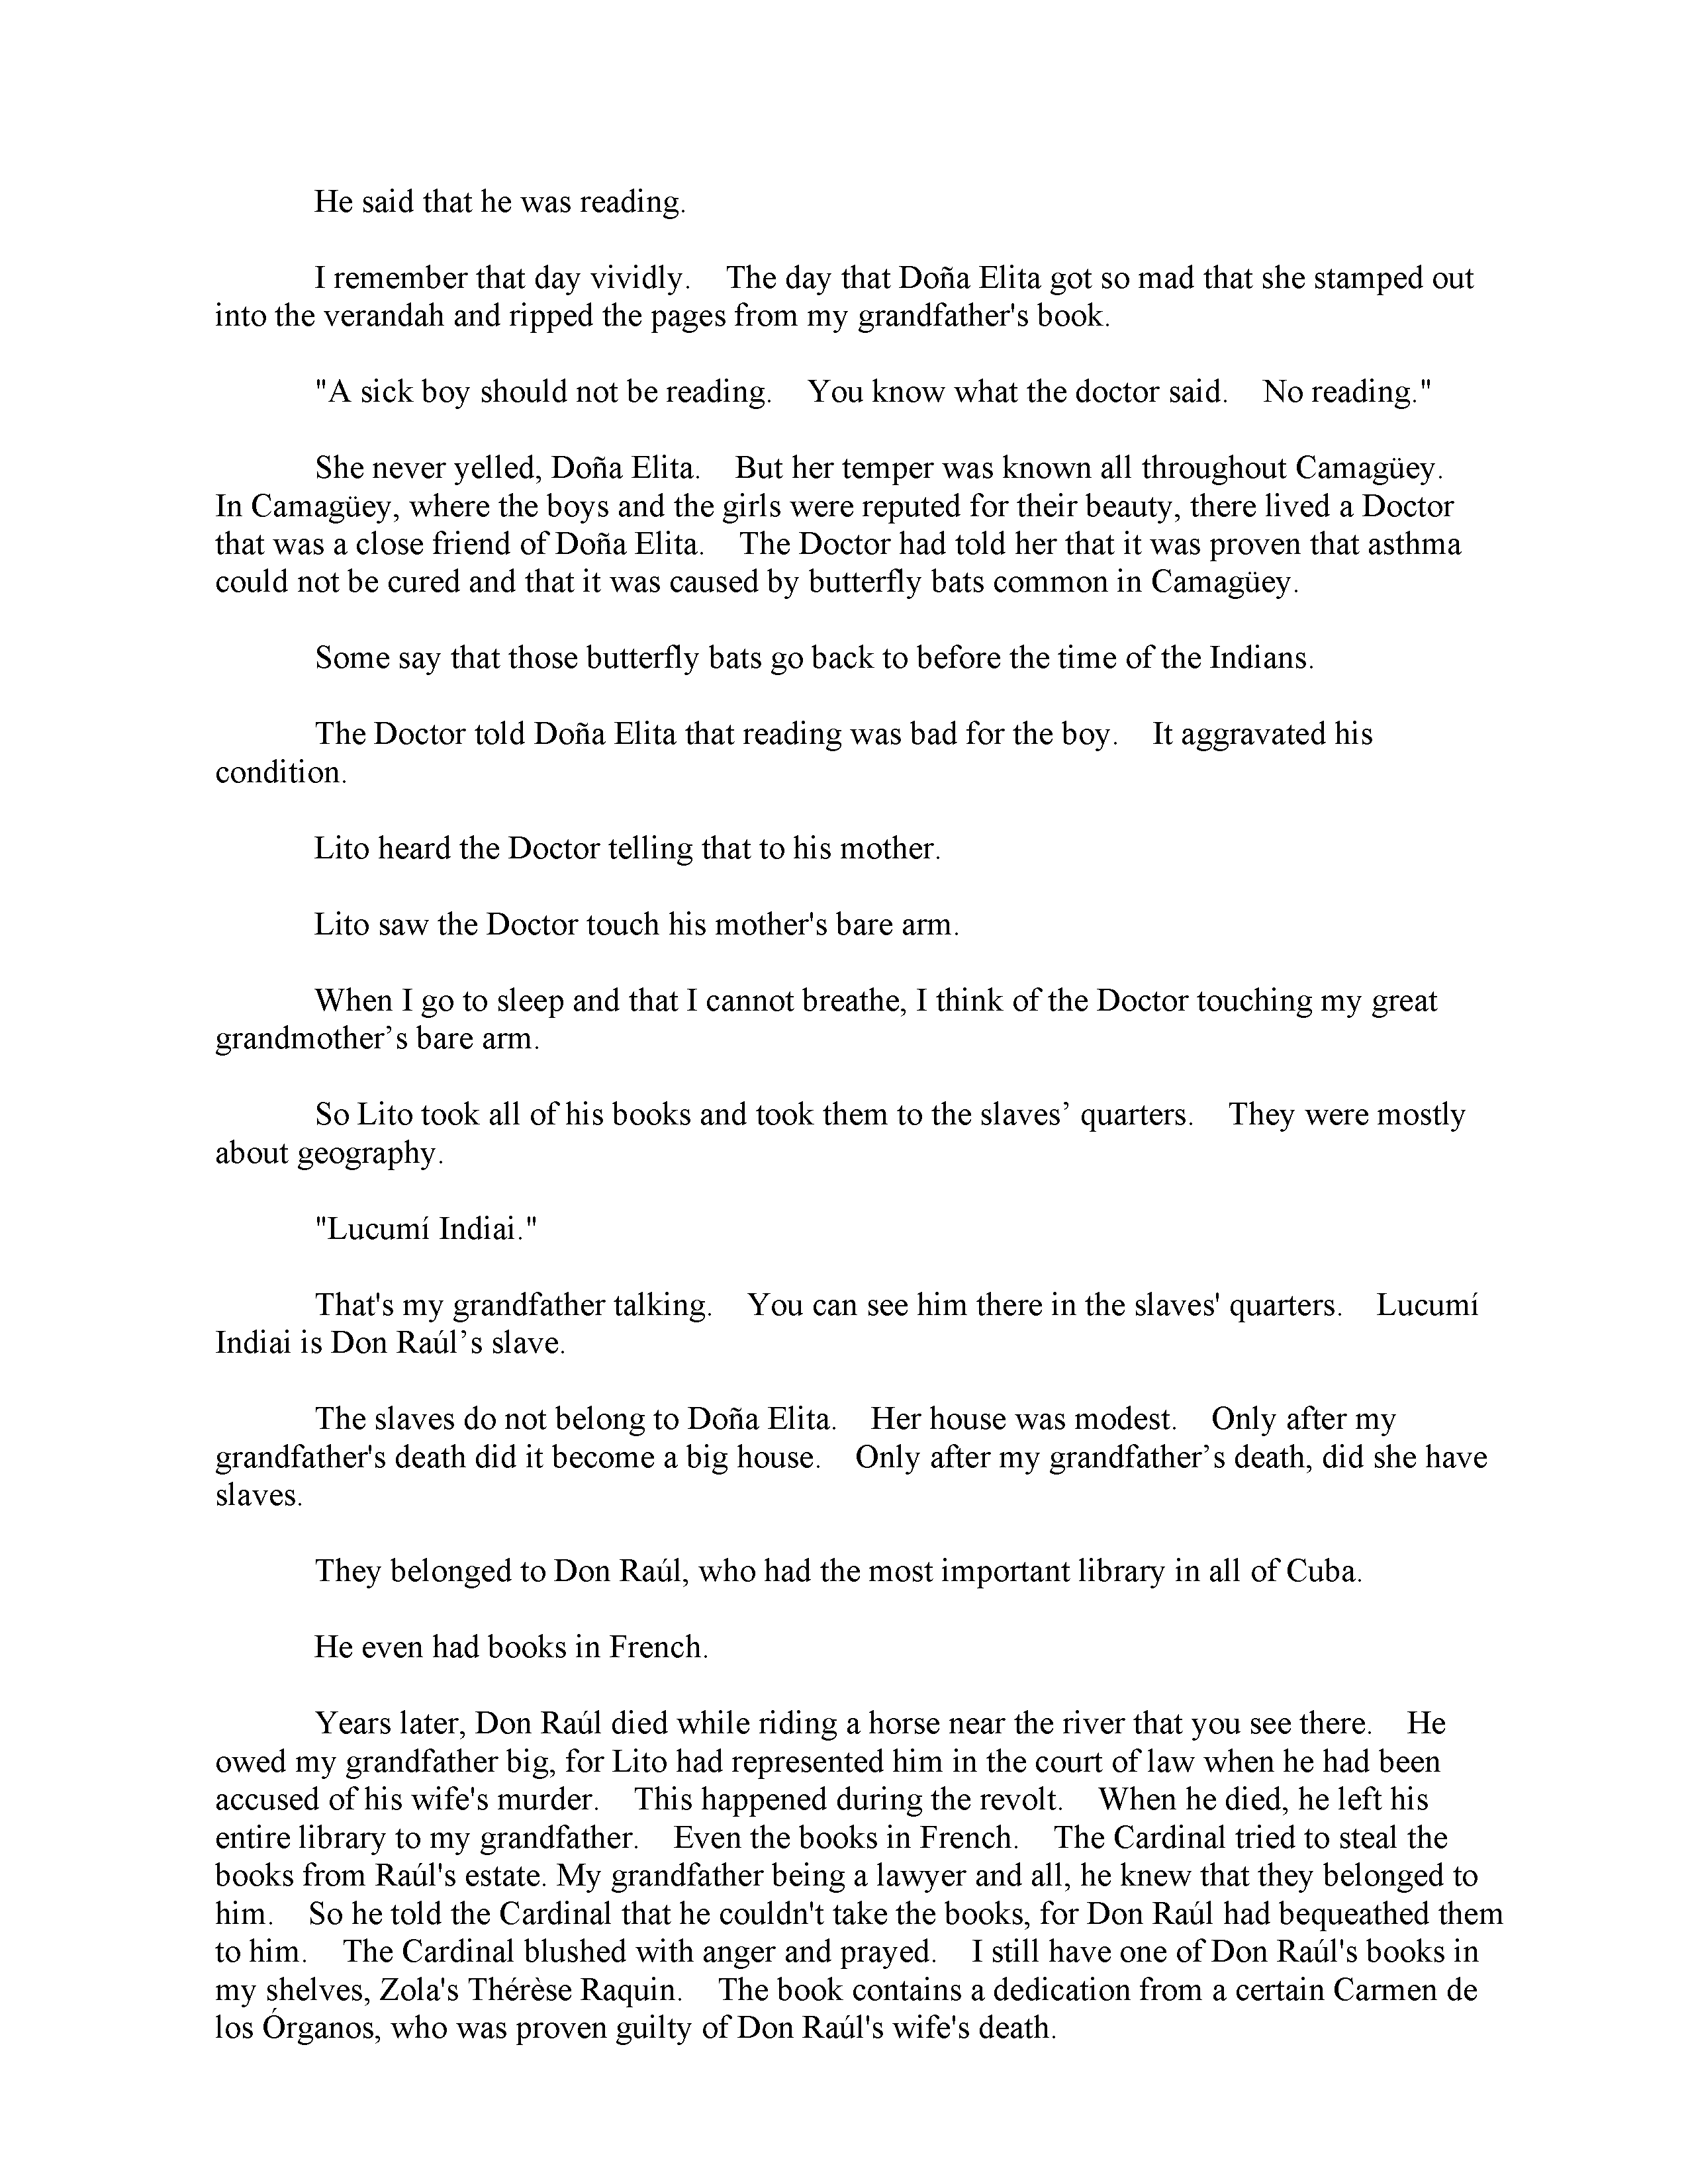 He said that he was reading.
I remember that day vividly. The day that Doña Elita got so mad that she stamped out
into the verandah and ripped the pages from my grandfather's book.
"A sick boy should not be reading. You know what the doctor said. No reading."
She never yelled, Doña Elita. But her temper was known all throughout Camagüey.
In Camagüey, where the boys and the girls were reputed for their beauty, there lived a Doctor
that was a close friend of Doña Elita. The Doctor had told her that it was proven that asthma
could not be cured and that it was caused by butterfly bats common in Camagüey.
Some say that those butterfly bats go back to before the time of the Indians.
The Doctor told Doña Elita that reading was bad for the boy. It aggravated his
condition.
Lito heard the Doctor telling that to his mother.
Lito saw the Doctor touch his mother's bare arm.
When I go to sleep and that I cannot breathe, I think of the Doctor touching my great
grandmother’s bare arm.
So Lito took all of his books and took them to the slaves’ quarters. They were mostly
about geography.
"Lucumí Indiai."
That's my grandfather talking. You can see him there in the slaves' quarters. Lucumí
Indiai is Don Raúl’s slave.
The slaves do not belong to Doña Elita. Her house was modest. Only after my
grandfather's death did it become a big house. Only after my grandfather’s death, did she have
slaves.
They belonged to Don Raúl, who had the most important library in all of Cuba.
He even had books in French.
Years later, Don Raúl died while riding a horse near the river that you see there. He
owed my grandfather big, for Lito had represented him in the court of law when he had been
accused of his wife's murder. This happened during the revolt. When he died, he left his
entire library to my grandfather. Even the books in French. The Cardinal tried to steal the
books from Raúl's estate. My grandfather being a lawyer and all, he knew that they belonged to
him. So he told the Cardinal that he couldn't take the books, for Don Raúl had bequeathed them
to him. The Cardinal blushed with anger and prayed. I still have one of Don Raúl's books in
my shelves, Zola's Thérèse Raquin. The book contains a dedication from a certain Carmen de
los Órganos, who was proven guilty of Don Raúl's wife's death.